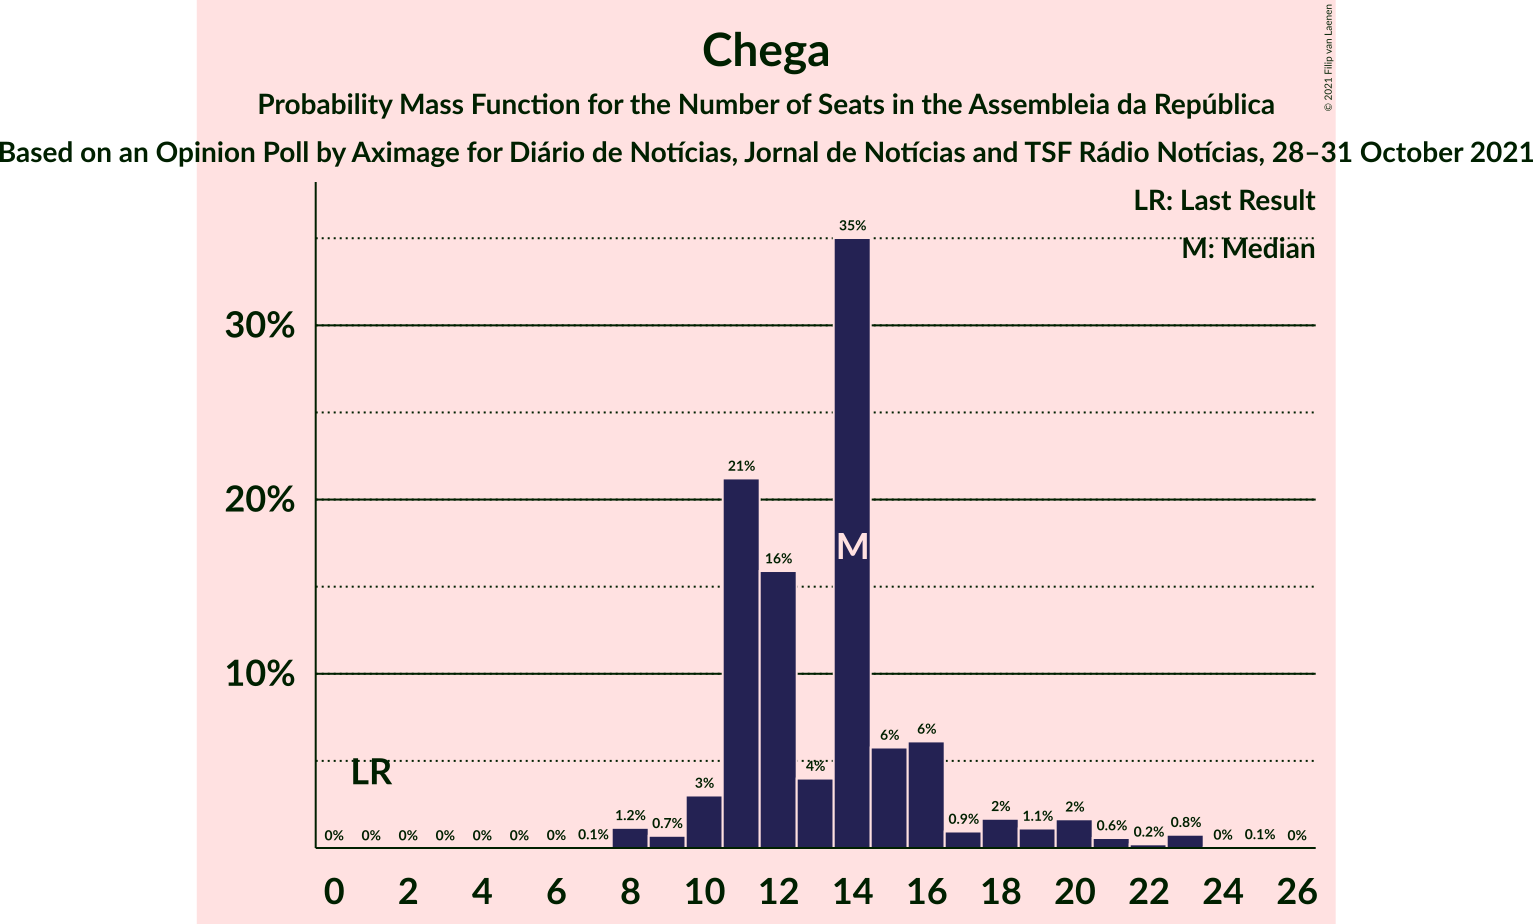 Chega
Probability Mass Function for the Number of Seats in the Assembleia da República
Based on an Opinion Poll by Aximage for Diário de Notícias, Jornal de Notícias and TSF Rádio Notícias, 28–31 October 2021
© 2021 Filip van Laenen
LR: Last Result
M: Median
30%
20%
10%
LR
M
0% 0% 0% 0% 0% 0% 0% 0.1% 1.2% 0.7% 3% 21% 16% 4% 35% 6% 6% 0.9% 2% 1.1% 2% 0.6% 0.2% 0.8% 0% 0.1% 0%
0 2 4 6 8 10 12 14 16 18 20 22 24 26